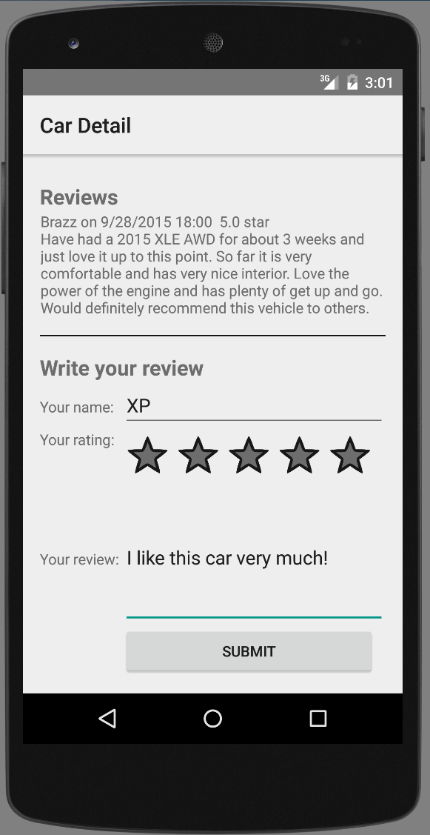 3G 3:01
Car Detail
Reviews
Brazz on 9/28/2015 18:00 5.0 star
Have had a 2015 XLE AWD for about 3 weeks and
just love it up to this point. So far it is very
comfortable and has very nice interior. Love the
power of the engine and has plenty of get up and go.
Would definitely recommend this vehicle to others.
Write your review
Your name: XP
Your rating:
Your review: I like this car very much!
SUBMIT